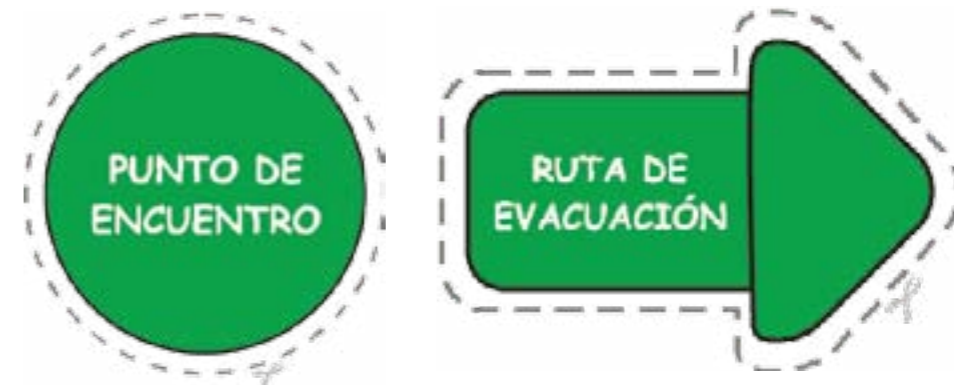 PUNTO DE
ENCUENTRO
RUTA DE
EVACUACIÓN